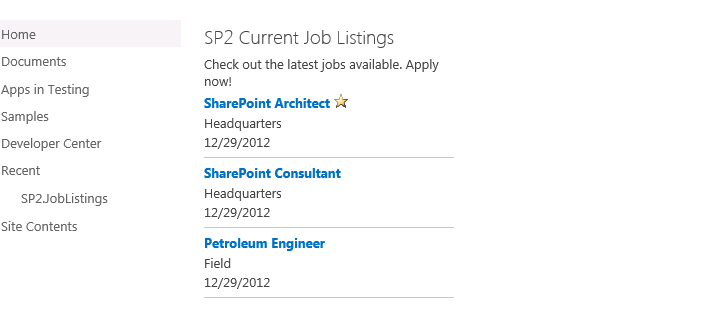 Home
Documents
Apps in Testing
Samples
Developer Center
Recent
SP2JobListings
Site Contents
SP2 Current Job Listings
Check out the latest jobs available. Apply
now!
SharePoint Architect
Headquarters
12/29/2012
SharePoint Consultant
Headquarters
12/29/2012
Petroleum Engineer
Field
12/29/2012